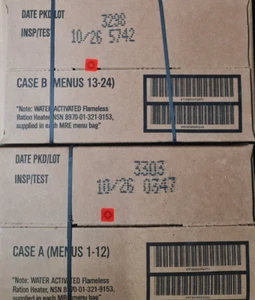 DATE PKD/LOT 3298
INSP/TEST 10/26 5742
CASE B (MENUS 13-24)
"Note: WATER ACTIVATED Flameless
Ration Heater, NSN 8970-01-321-9153,
supplied in each MRE menu bag"
DATE PKD/LOT 3303
INSP/TEST 10/26 0347
CASE A (MENUS 1-12)
"Note: WATER ACTIVATED Flameless
Ration Heater, NSN 8970-01-321-9153,
supplied in each MRE menu bag"